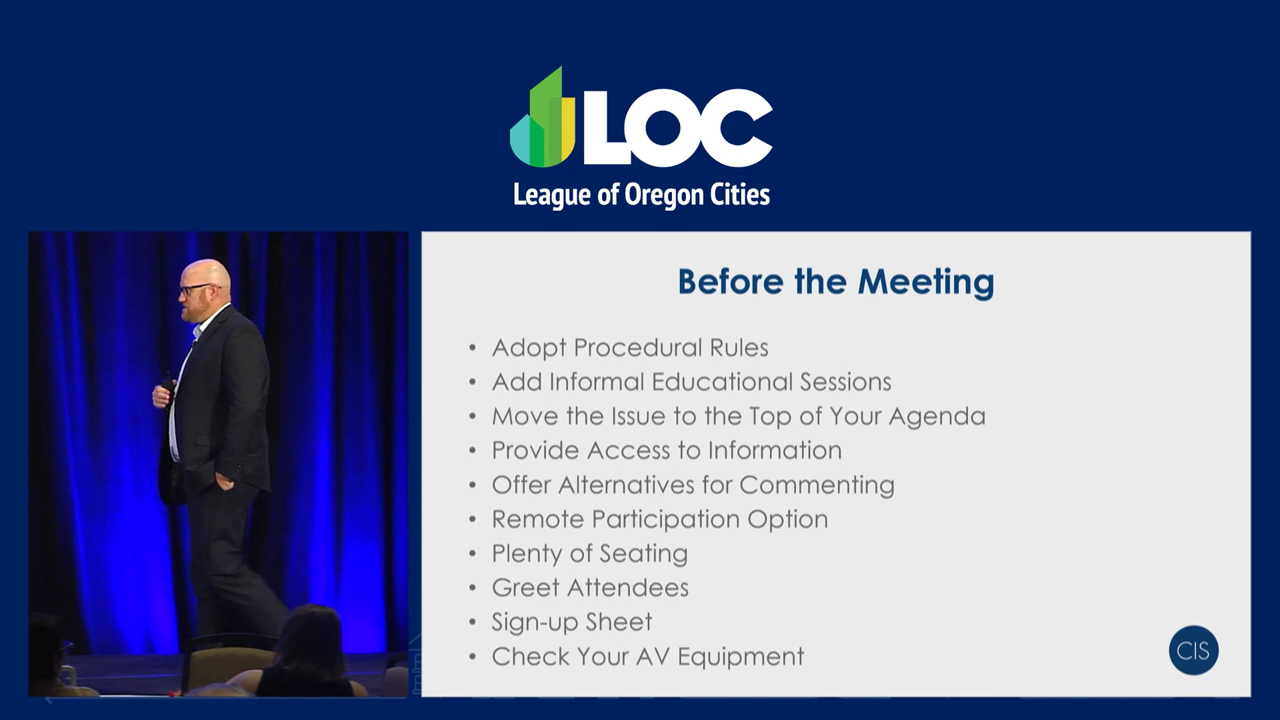 LOC
League of Oregon Cities
Before the Meeting
• Adopt Procedural Rules
• Add Informal Educational Sessions
• Move the Issue to the Top of Your Agenda
• Provide Access to Information
• Offer Alternatives for Commenting
• Remote Participation Option
• Plenty of Seating
• Greet Attendees
• Sign-up Sheet
• Check Your AV Equipment
CIS